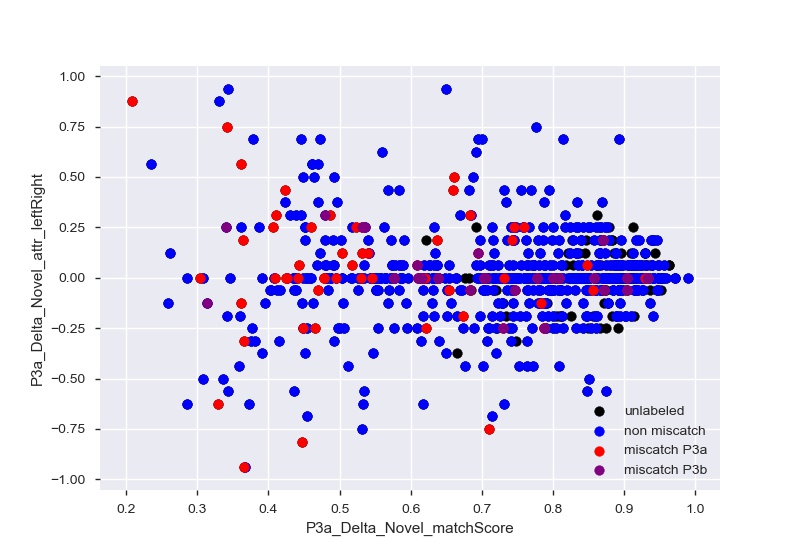 1.00
0.75
0.50
0.25
0.00
−0.25
−0.50
−0.75
−1.00
P3a_Delta_Novel_attr_leftRight
unlabeled
non miscatch
miscatch P3a
miscatch P3b
0.2 0.3 0.4 0.5 0.6 0.7 0.8 0.9 1.0
P3a_Delta_Novel_matchScore